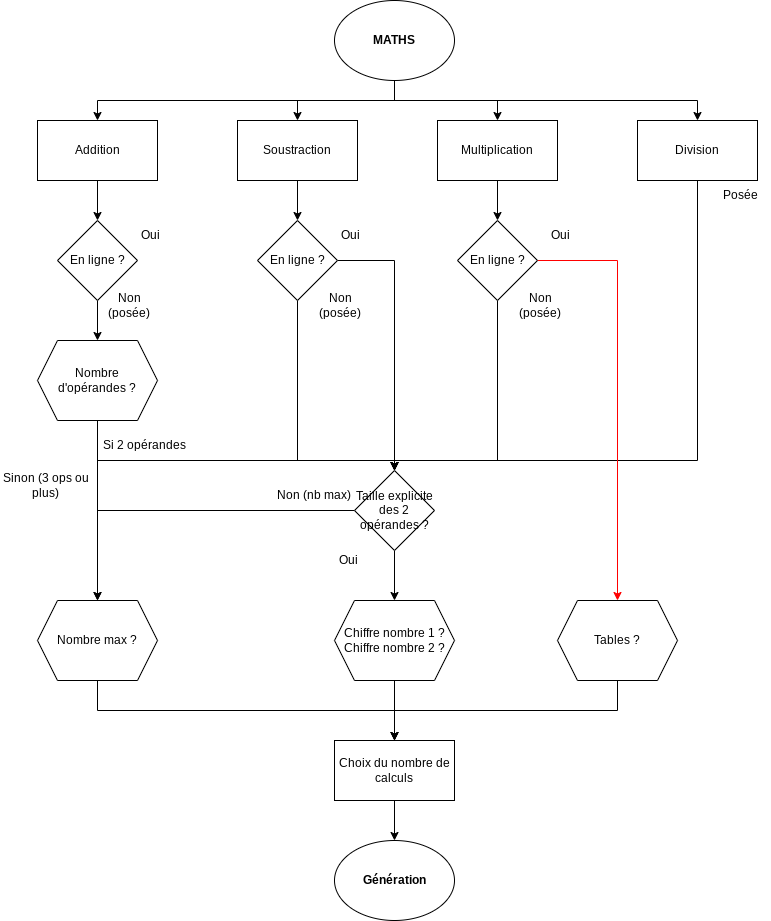 MATHS
Addition
Soustraction
Multiplication
Division
Posée
Oui
Oui
Oui
En ligne ?
En ligne ?
En ligne ?
Non
(posée)
Non
(posée)
Non
(posée)
Nombre
d'opérandes ?
Si 2 opérandes
Sinon (3 ops ou
plus)
Non (nb max)
Taille explicite
des 2
opérandes ?
Oui
Nombre max ?
Chiffre nombre 1 ?
Chiffre nombre 2 ?
Tables ?
Choix du nombre de
calculs
Génération